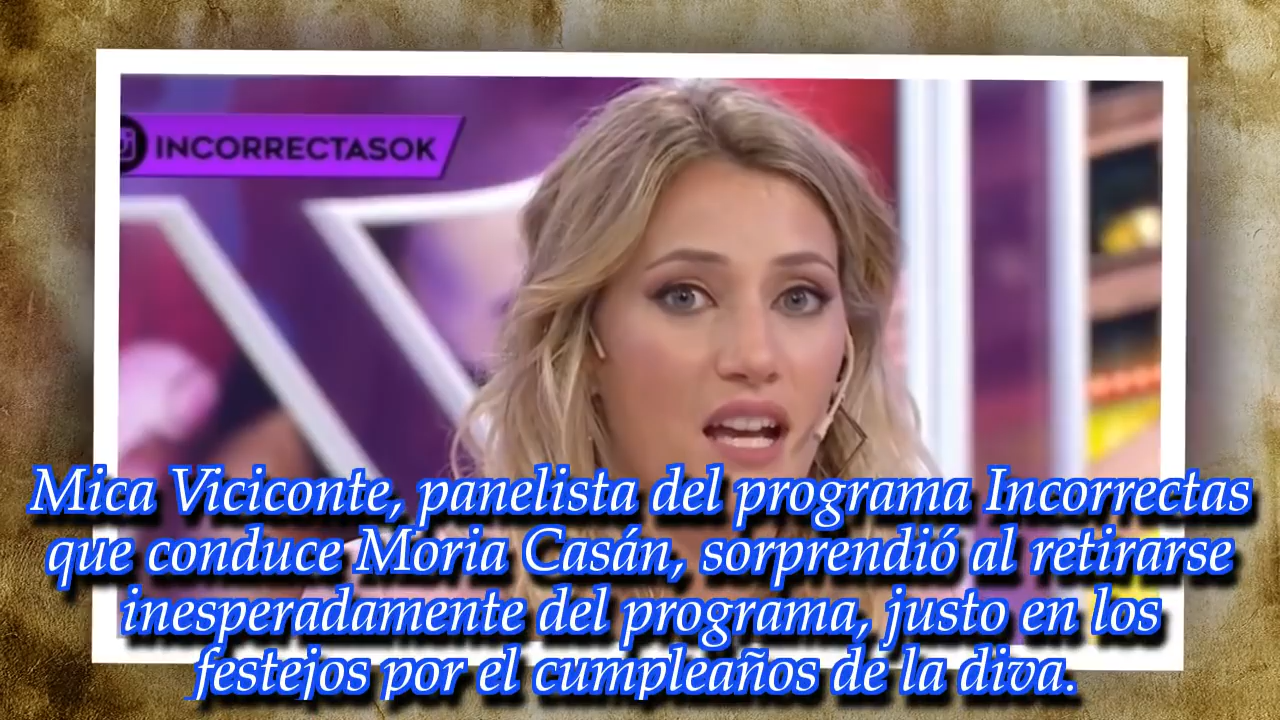 INCORRECTASOK
Mica Viciconte, panelista del programa Incorrectas
que conduce Moria Casán, sorprendió al retirarse
inesperadamente del programa, justo en los
festejos por el cumpleaños de la diva.